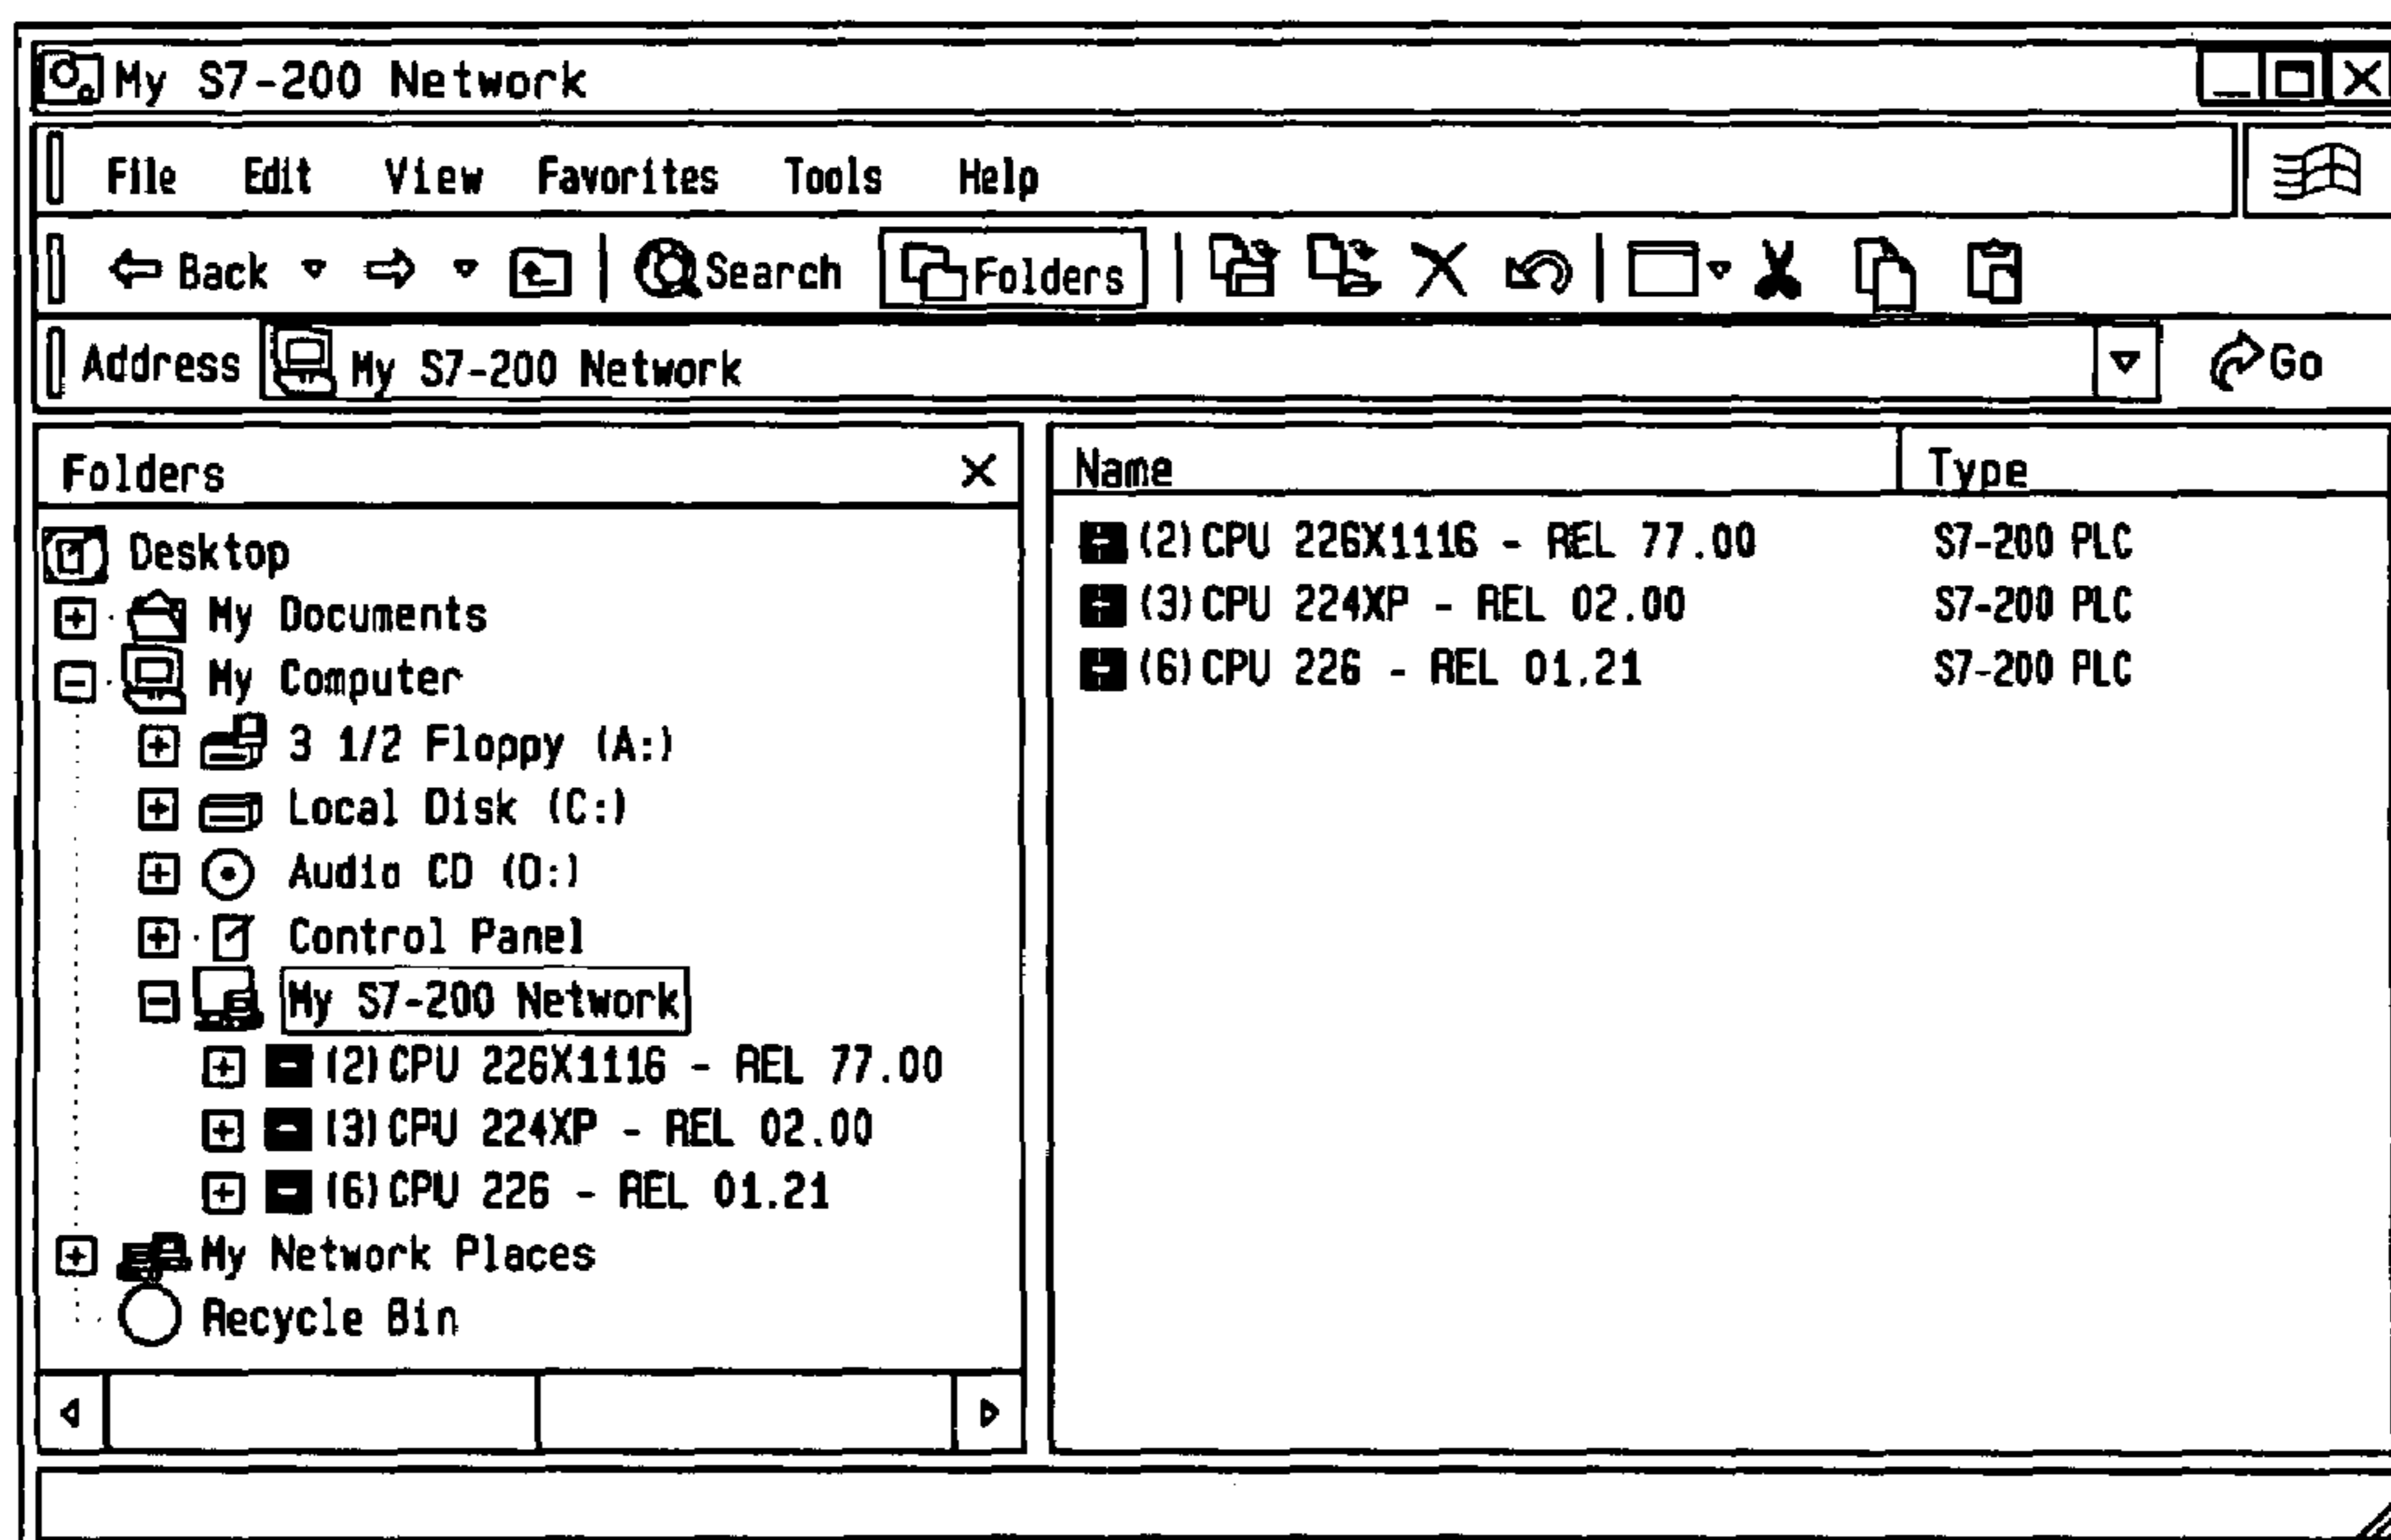 My S7-200 Network
File Edit View Favorites Tools Help
Back Search Folders
Address My S7-200 Network Go
Folders
Desktop
My Documents
My Computer
3 1/2 Floppy (A:)
Local Disk (C:)
Audio CD (D:)
Control Panel
My S7-200 Network
(2) CPU 226X1116 - REL 77.00
(3) CPU 224XP - REL 02.00
(6) CPU 226 - REL 01.21
My Network Places
Recycle Bin
Name Type
(2) CPU 226X1116 - REL 77.00 S7-200 PLC
(3) CPU 224XP - REL 02.00 S7-200 PLC
(6) CPU 226 - REL 01.21 S7-200 PLC